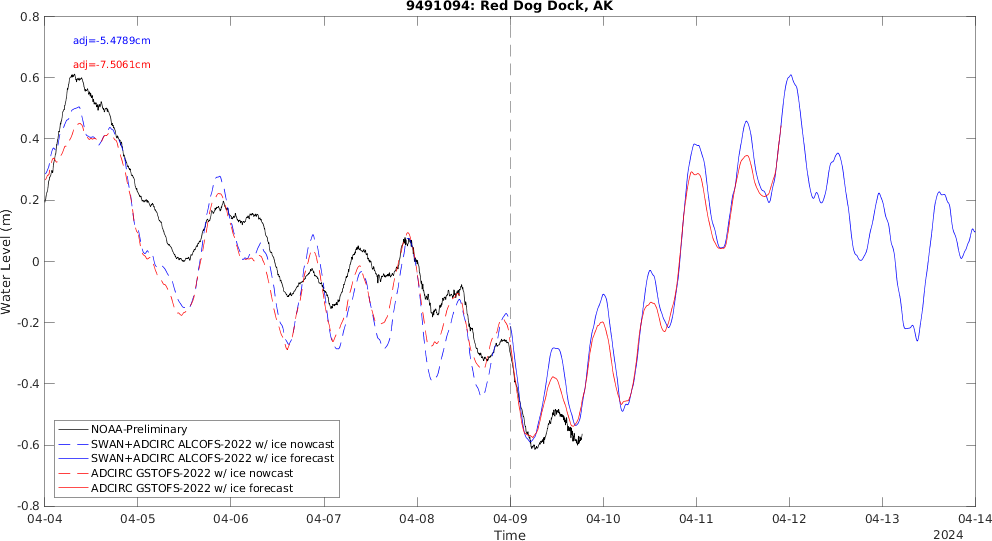 9491094: Red Dog Dock, AK
adj=-5.4789cm
adj=-7.5061cm
Water Level (m)
0.8
0.6
0.4
0.2
0
-0.2
-0.4
-0.6
-0.8
NOAA-Preliminary
SWAN+ADCIRC ALCOFS-2022 w/ ice nowcast
SWAN+ADCIRC ALCOFS-2022 w/ ice forecast
ADCIRC GSTOFS-2022 w/ ice nowcast
ADCIRC GSTOFS-2022 w/ ice forecast
04-04 04-05 04-06 04-07 04-08 04-09 04-10 04-11 04-12 04-13 04-14
Time
2024